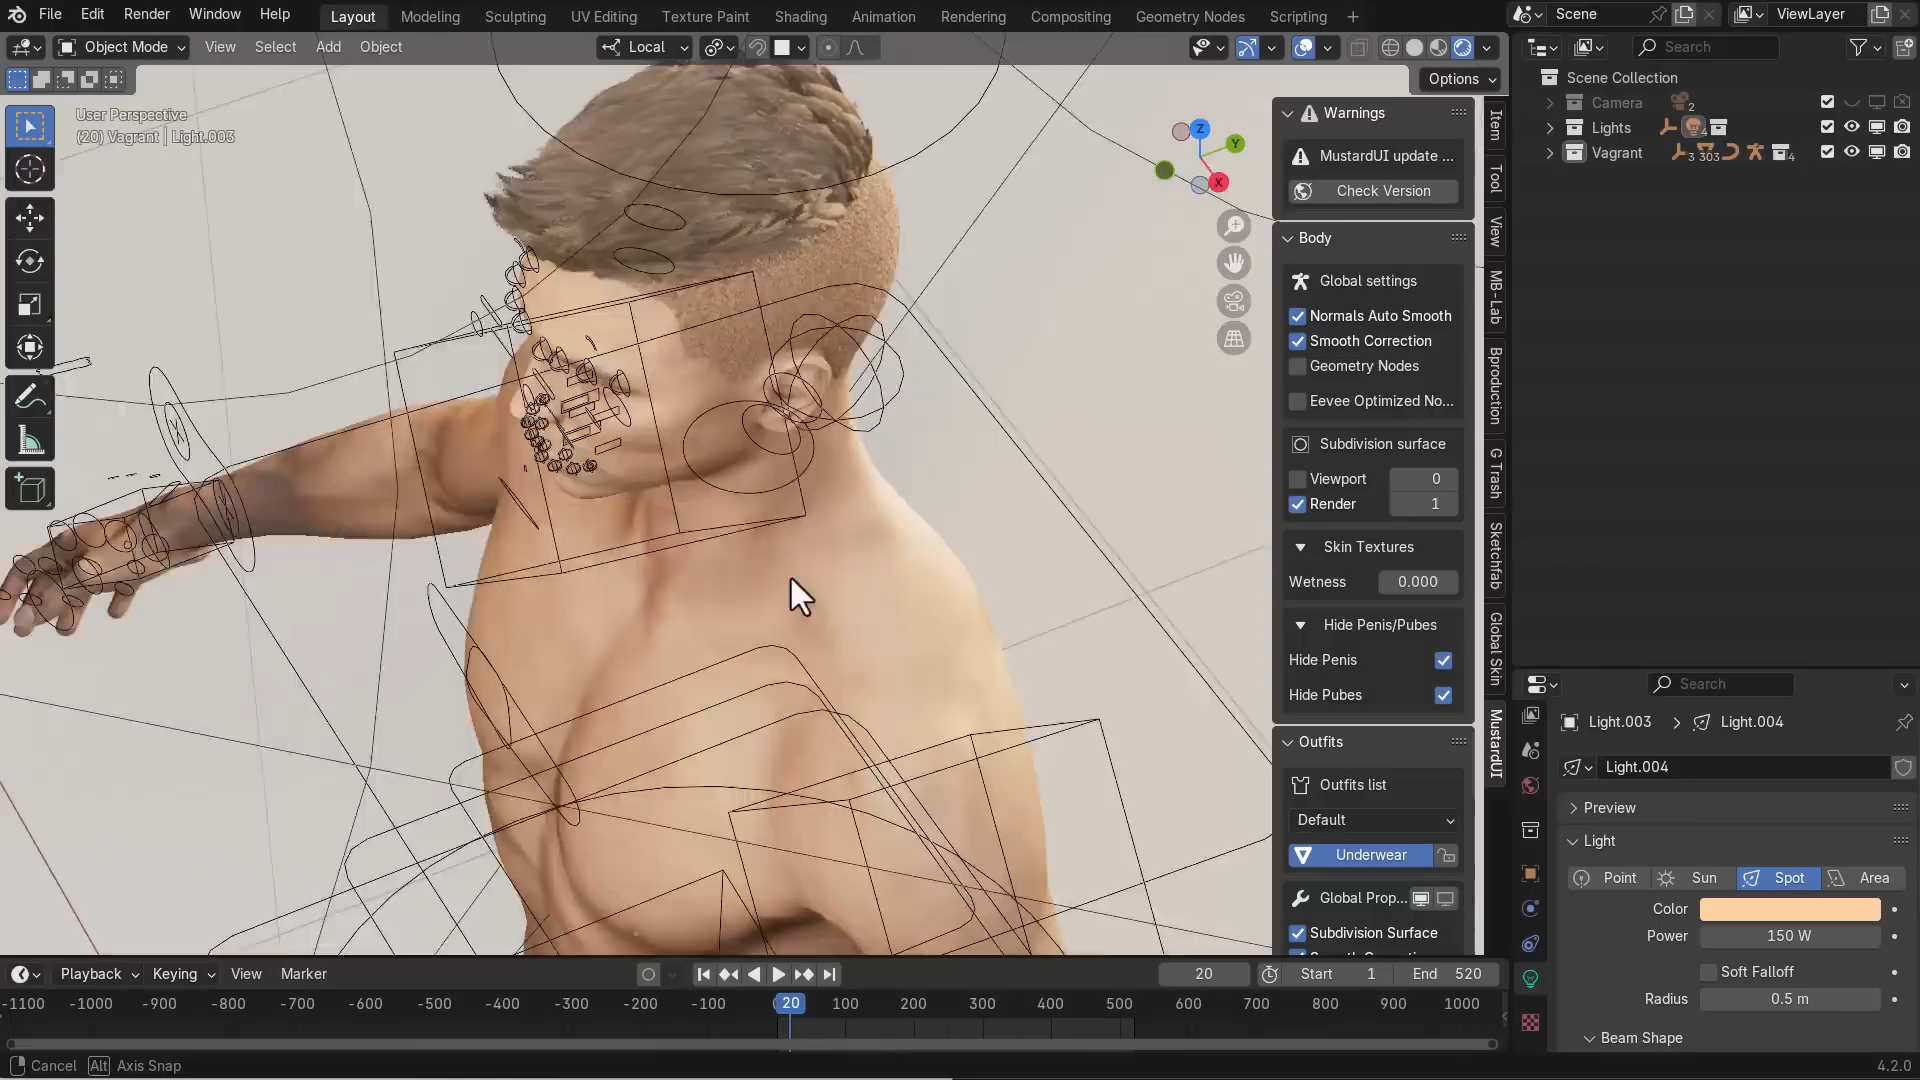 File Edit Render Window Help Layout Modeling Sculpting UV Editing Texture Paint Shading Animation Rendering Compositing Geometry Nodes Scripting + Scene ViewLayer
Object Mode View Select Add Object Local Search
Options
Scene Collection
Camera 2
Lights 4
Vagrant 3 303 4
User Perspective
(20) Vagrant | Light.003
Z
Y
X
Warnings
MustardUI update ...
Check Version
Body
Global settings
Normals Auto Smooth
Smooth Correction
Geometry Nodes
Eevee Optimized No...
Subdivision surface
Viewport 0
Render 1
Skin Textures
Wetness 0.000
Hide Penis/Pubes
Hide Penis
Hide Pubes
Outfits
Outfits list
Default
Underwear
Global Prop...
Subdivision Surface
Item
Tool
View
MB-Lab
Bproduction
G Trash
Sketchfab
Global Skin
MustardUI
Search
Light.003 > Light.004
Light.004
Preview
Light
Point Sun Spot Area
Color
Power 150 W
Soft Falloff
Radius 0.5 m
Beam Shape
Playback Keying View Marker 20 Start 1 End 520
-1100 -1000 -900 -800 -700 -600 -500 -400 -300 -200 -100 20 100 200 300 400 500 600 700 800 900 1000
Cancel Alt Axis Snap 4.2.0